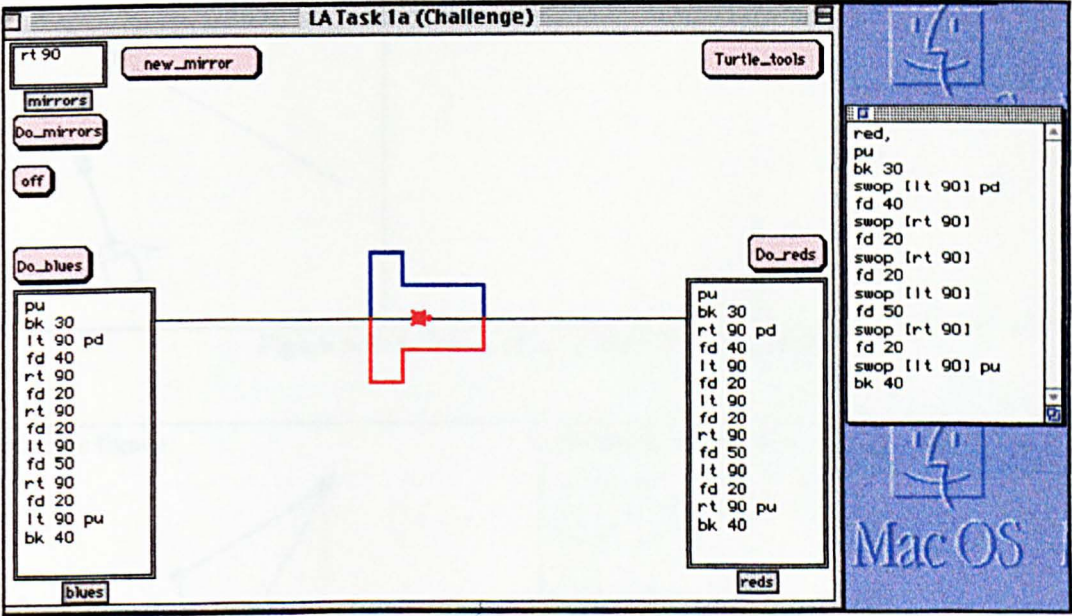 LA Task 1a (Challenge)
rt 90
new_mirror
Turtle_tools
mirrors
Do_mirrors
off
Do_blues
pu
bk 30
lt 90 pd
fd 40
rt 90
fd 20
rt 90
fd 20
lt 90
fd 50
rt 90
fd 20
lt 90 pu
bk 40
blues
Do_reds
pu
bk 30
rt 90 pd
fd 40
lt 90
fd 20
lt 90
fd 20
rt 90
fd 50
lt 90
fd 20
rt 90 pu
bk 40
reds
red,
pu
bk 30
swop [lt 90] pd
fd 40
swop [rt 90]
fd 20
swop [rt 90]
fd 20
swop [lt 90]
fd 50
swop [rt 90]
fd 20
swop [lt 90] pu
bk 40
Mac OS